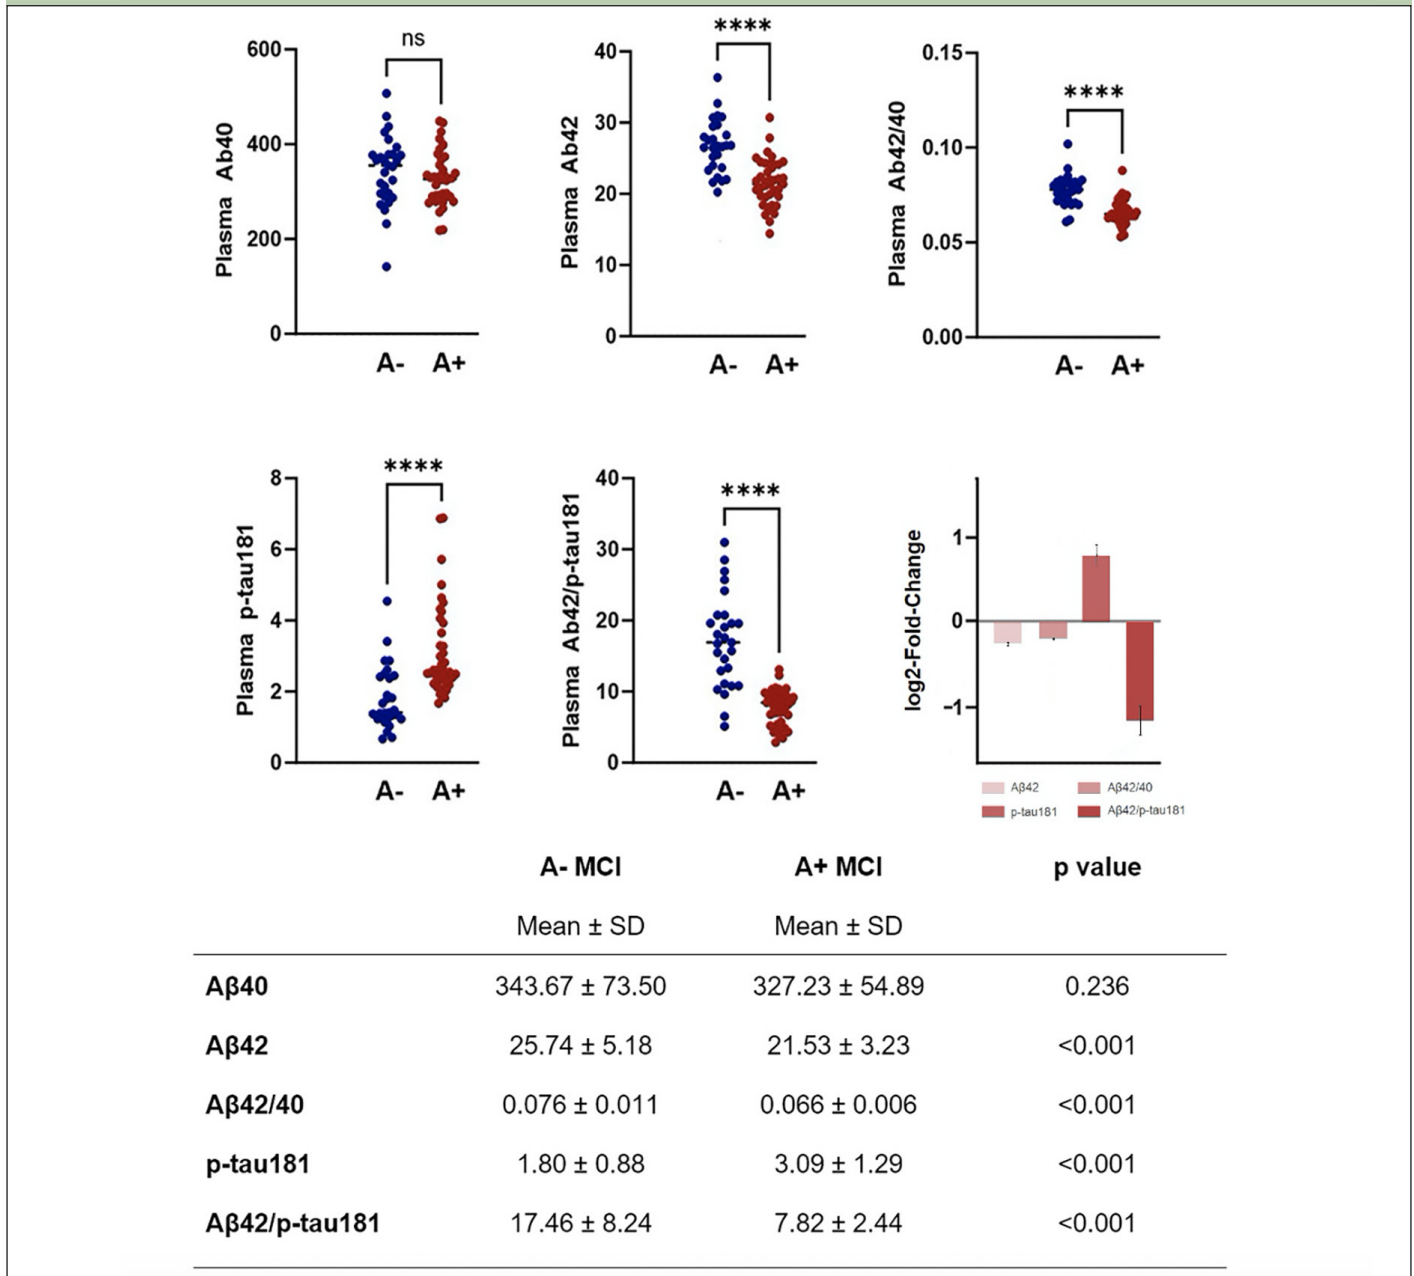 ns
600
400
200
0
Plasma Ab40
A- A+
****
40
30
20
10
0
Plasma Ab42
A- A+
****
0.15
0.10
0.05
0.00
Plasma Ab42/40
A- A+
****
8
6
4
2
0
Plasma p-tau181
A- A+
****
40
30
20
10
0
Plasma Ab42/p-tau181
A- A+
1
0
−1
log2-Fold-Change
Aβ42 Aβ42/40
p-tau181 Aβ42/p-tau181
A- MCI A+ MCI p value
Mean ± SD Mean ± SD
Aβ40 343.67 ± 73.50 327.23 ± 54.89 0.236
Aβ42 25.74 ± 5.18 21.53 ± 3.23 <0.001
Aβ42/40 0.076 ± 0.011 0.066 ± 0.006 <0.001
p-tau181 1.80 ± 0.88 3.09 ± 1.29 <0.001
Aβ42/p-tau181 17.46 ± 8.24 7.82 ± 2.44 <0.001